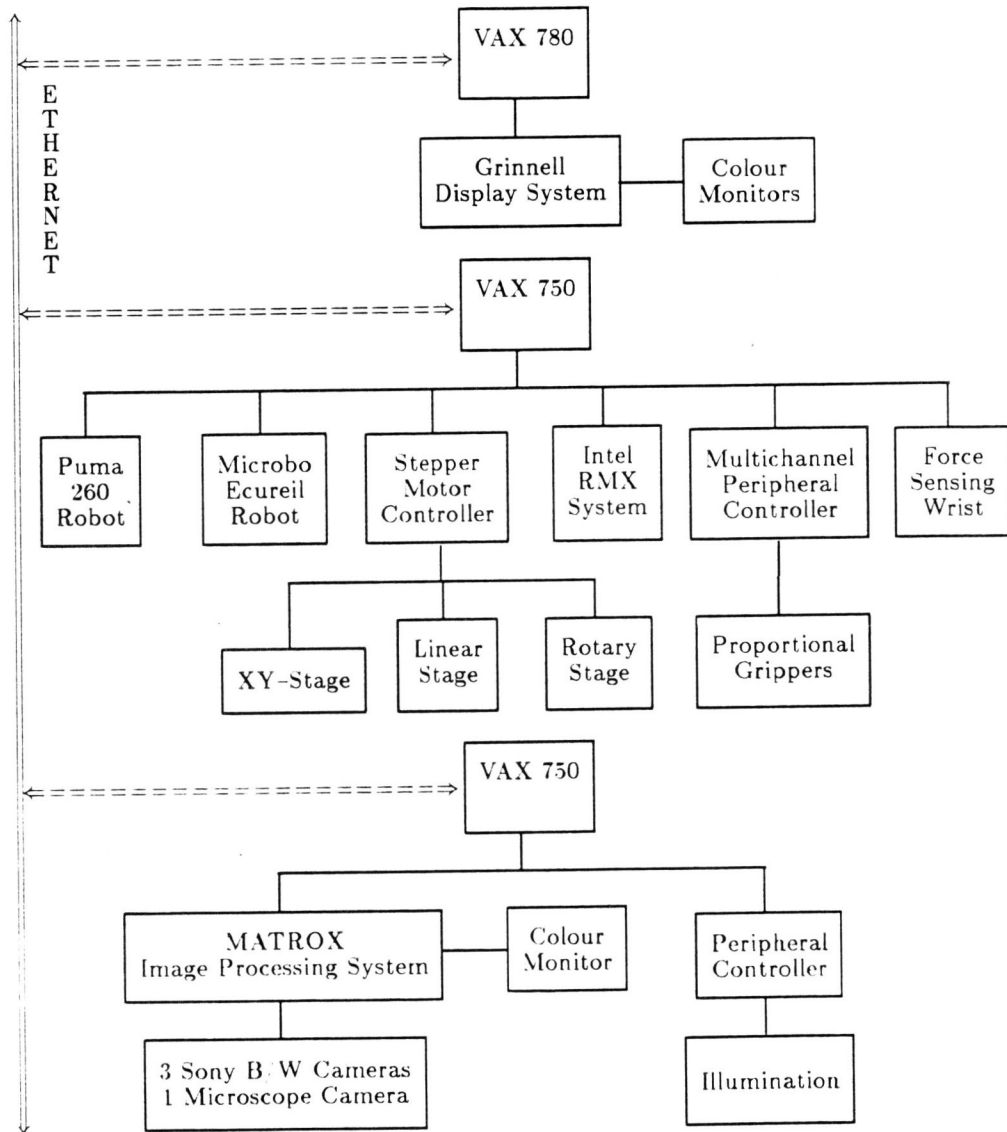 VAX 780
ETHERNET
Grinnell
Display System
Colour
Monitors
VAX 750
Puma
260
Robot
Microbo
Ecureil
Robot
Stepper
Motor
Controller
Intel
RMX
System
Multichannel
Peripheral
Controller
Force
Sensing
Wrist
XY-Stage
Linear
Stage
Rotary
Stage
Proportional
Grippers
VAX 750
MATROX
Image Processing System
Colour
Monitor
Peripheral
Controller
3 Sony B/W Cameras
1 Microscope Camera
Illumination